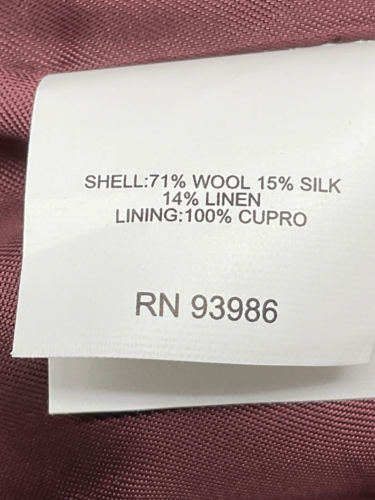 SHELL:71% WOOL 15% SILK
14% LINEN
LINING:100% CUPRO
RN 93986